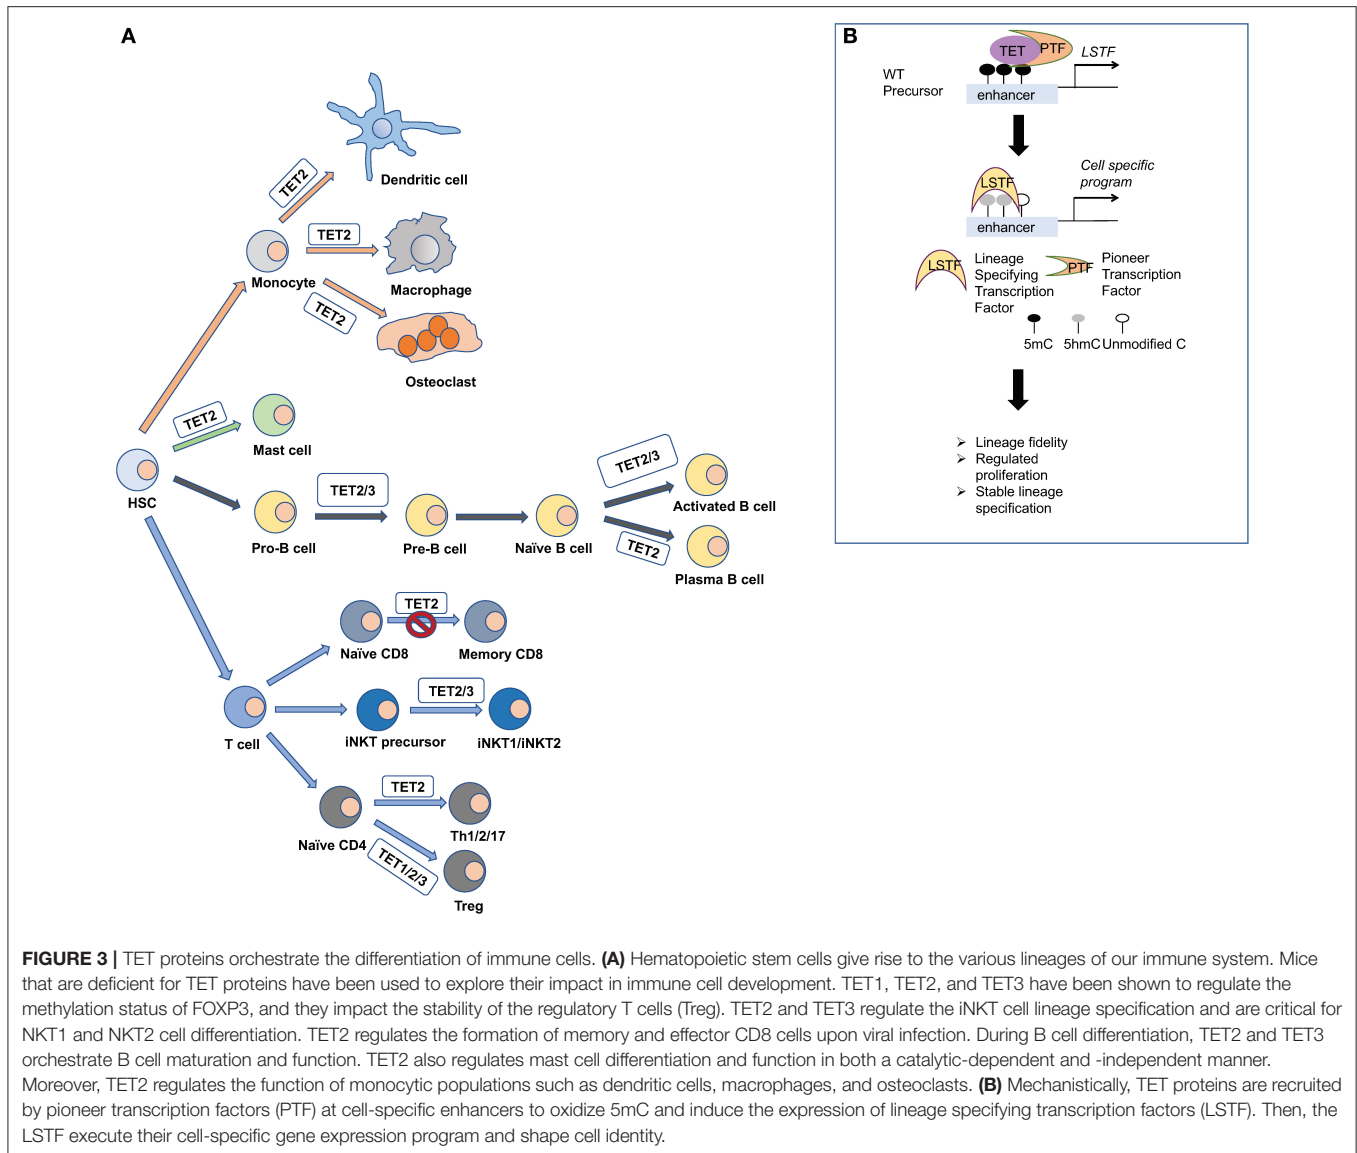 A
TET2
Dendritic cell
TET2
Monocyte
Macrophage
TET2
Osteoclast
TET2
Mast cell
HSC
TET2/3
Pro-B cell
Pre-B cell
Naïve B cell
TET2/3
Activated B cell
TET2
Plasma B cell
TET2
Naïve CD8
Memory CD8
TET2/3
T cell
iNKT precursor
iNKT1/iNKT2
TET2
Naïve CD4
Th1/2/17
TET1/2/3
Treg
B
TET
PTF
LSTF
WT
Precursor
enhancer
LSTF
Cell specific
program
enhancer
LSTF
Lineage
Specifying
Transcription
Factor
PTF
Pioneer
Transcription
Factor
5mC
5hmC
Unmodified C
➢ Lineage fidelity
➢ Regulated
proliferation
➢ Stable lineage
specification
FIGURE 3 | TET proteins orchestrate the differentiation of immune cells. (A) Hematopoietic stem cells give rise to the various lineages of our immune system. Mice
that are deficient for TET proteins have been used to explore their impact in immune cell development. TET1, TET2, and TET3 have been shown to regulate the
methylation status of FOXP3, and they impact the stability of the regulatory T cells (Treg). TET2 and TET3 regulate the iNKT cell lineage specification and are critical for
NKT1 and NKT2 cell differentiation. TET2 regulates the formation of memory and effector CD8 cells upon viral infection. During B cell differentiation, TET2 and TET3
orchestrate B cell maturation and function. TET2 also regulates mast cell differentiation and function in both a catalytic-dependent and -independent manner.
Moreover, TET2 regulates the function of monocytic populations such as dendritic cells, macrophages, and osteoclasts. (B) Mechanistically, TET proteins are recruited
by pioneer transcription factors (PTF) at cell-specific enhancers to oxidize 5mC and induce the expression of lineage specifying transcription factors (LSTF). Then, the
LSTF execute their cell-specific gene expression program and shape cell identity.